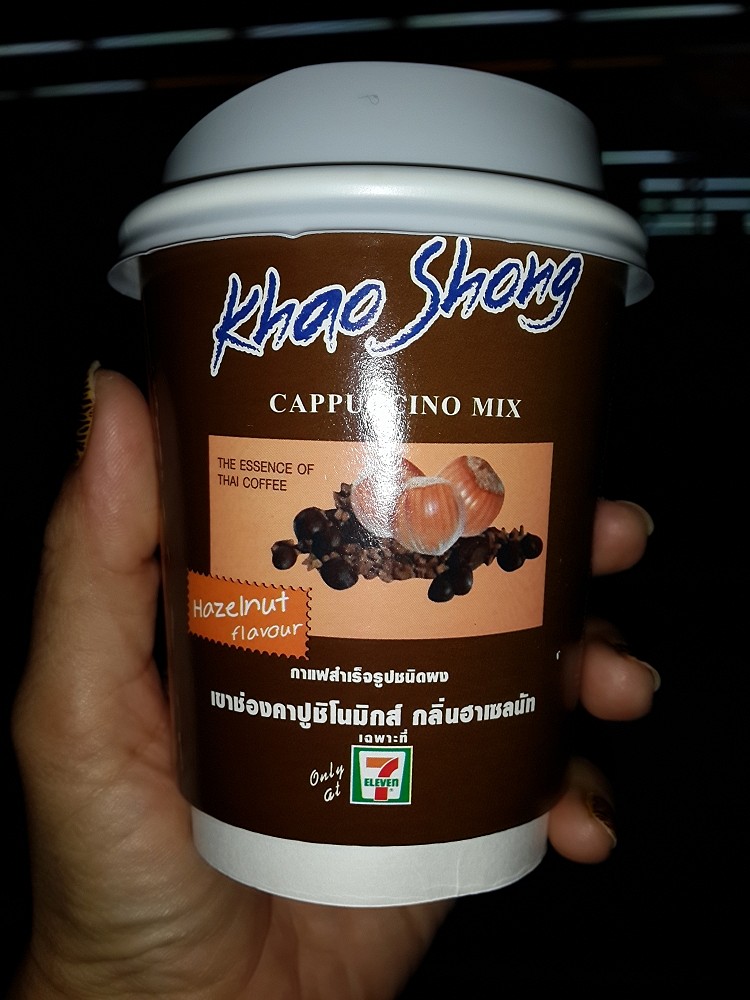 Khao Shong
CAPPUCCINO MIX
THE ESSENCE OF
THAI COFFEE
Hazelnut
flavour
กาแฟสำเร็จรูปชนิดผง
เขาช่องคาปูชิโนมิกส์ กลิ่นฮาเซลนัท
เฉพาะที่
Only
at
7
ELEVEN